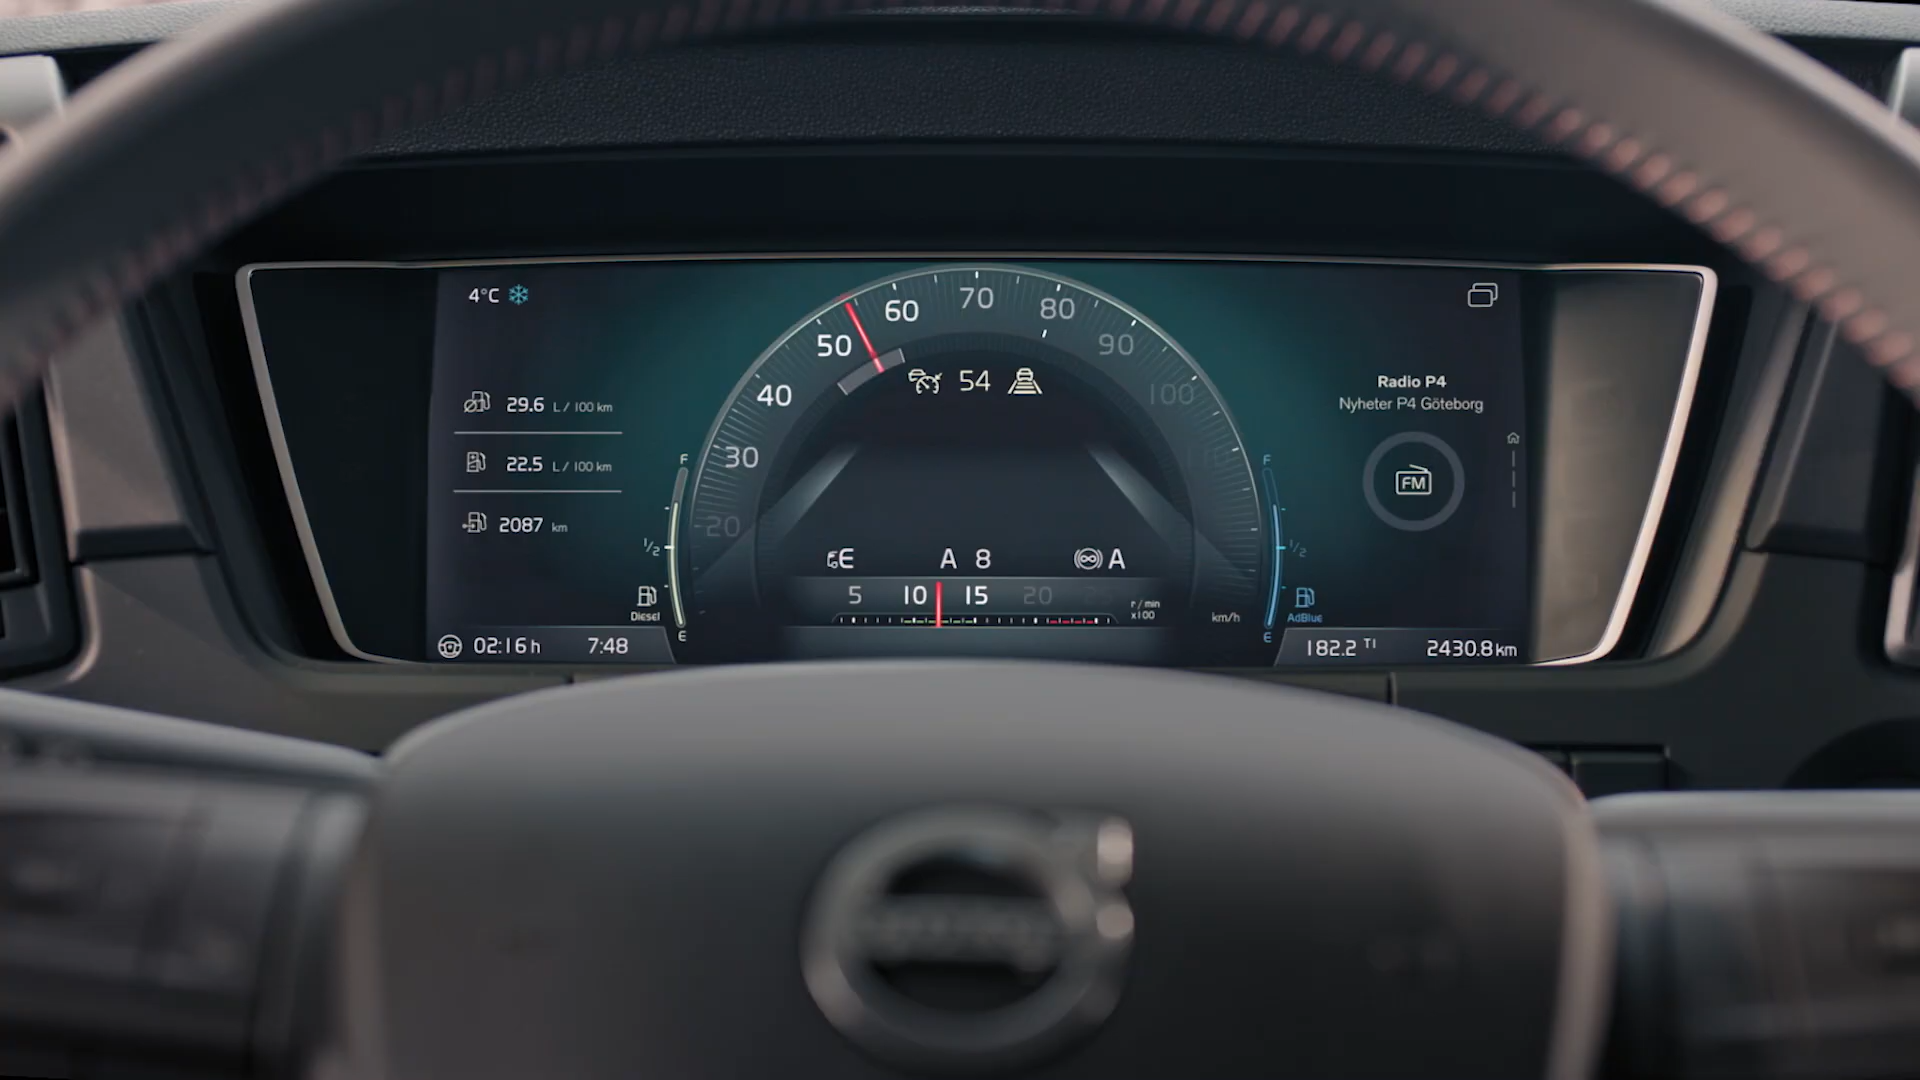 4°C
29.6 L / 100 km
22.5 L / 100 km
2087 km
02:16 h 7:48
F
1/2
Diesel
E
20 30 40 50 60 70 80 90 100
54
E A 8 A
5 10 15 20
r / min
x100
km/h
F
1/2
AdBlue
E
Radio P4
Nyheter P4 Göteborg
FM
182.2 TI 2430.8 km